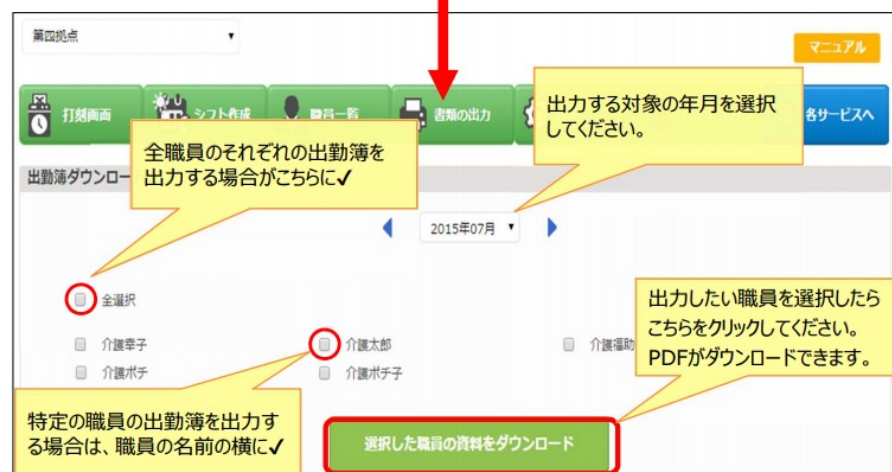 第四拠点
マニュアル
打刻画面
シフト作成
職員一覧
書類の出力
各サービスへ
出力する対象の年月を選択
してください。
全職員のそれぞれの出勤簿を
出力する場合がこちらに✔
出勤簿ダウンロー
2015年07月
全選択
出力したい職員を選択したら
こちらをクリックしてください。
PDFがダウンロードできます。
介護幸子
介護太郎
介護福助
介護ポチ
介護ポチ子
特定の職員の出勤簿を出力す
る場合は、職員の名前の横に✔
選択した職員の資料をダウンロード